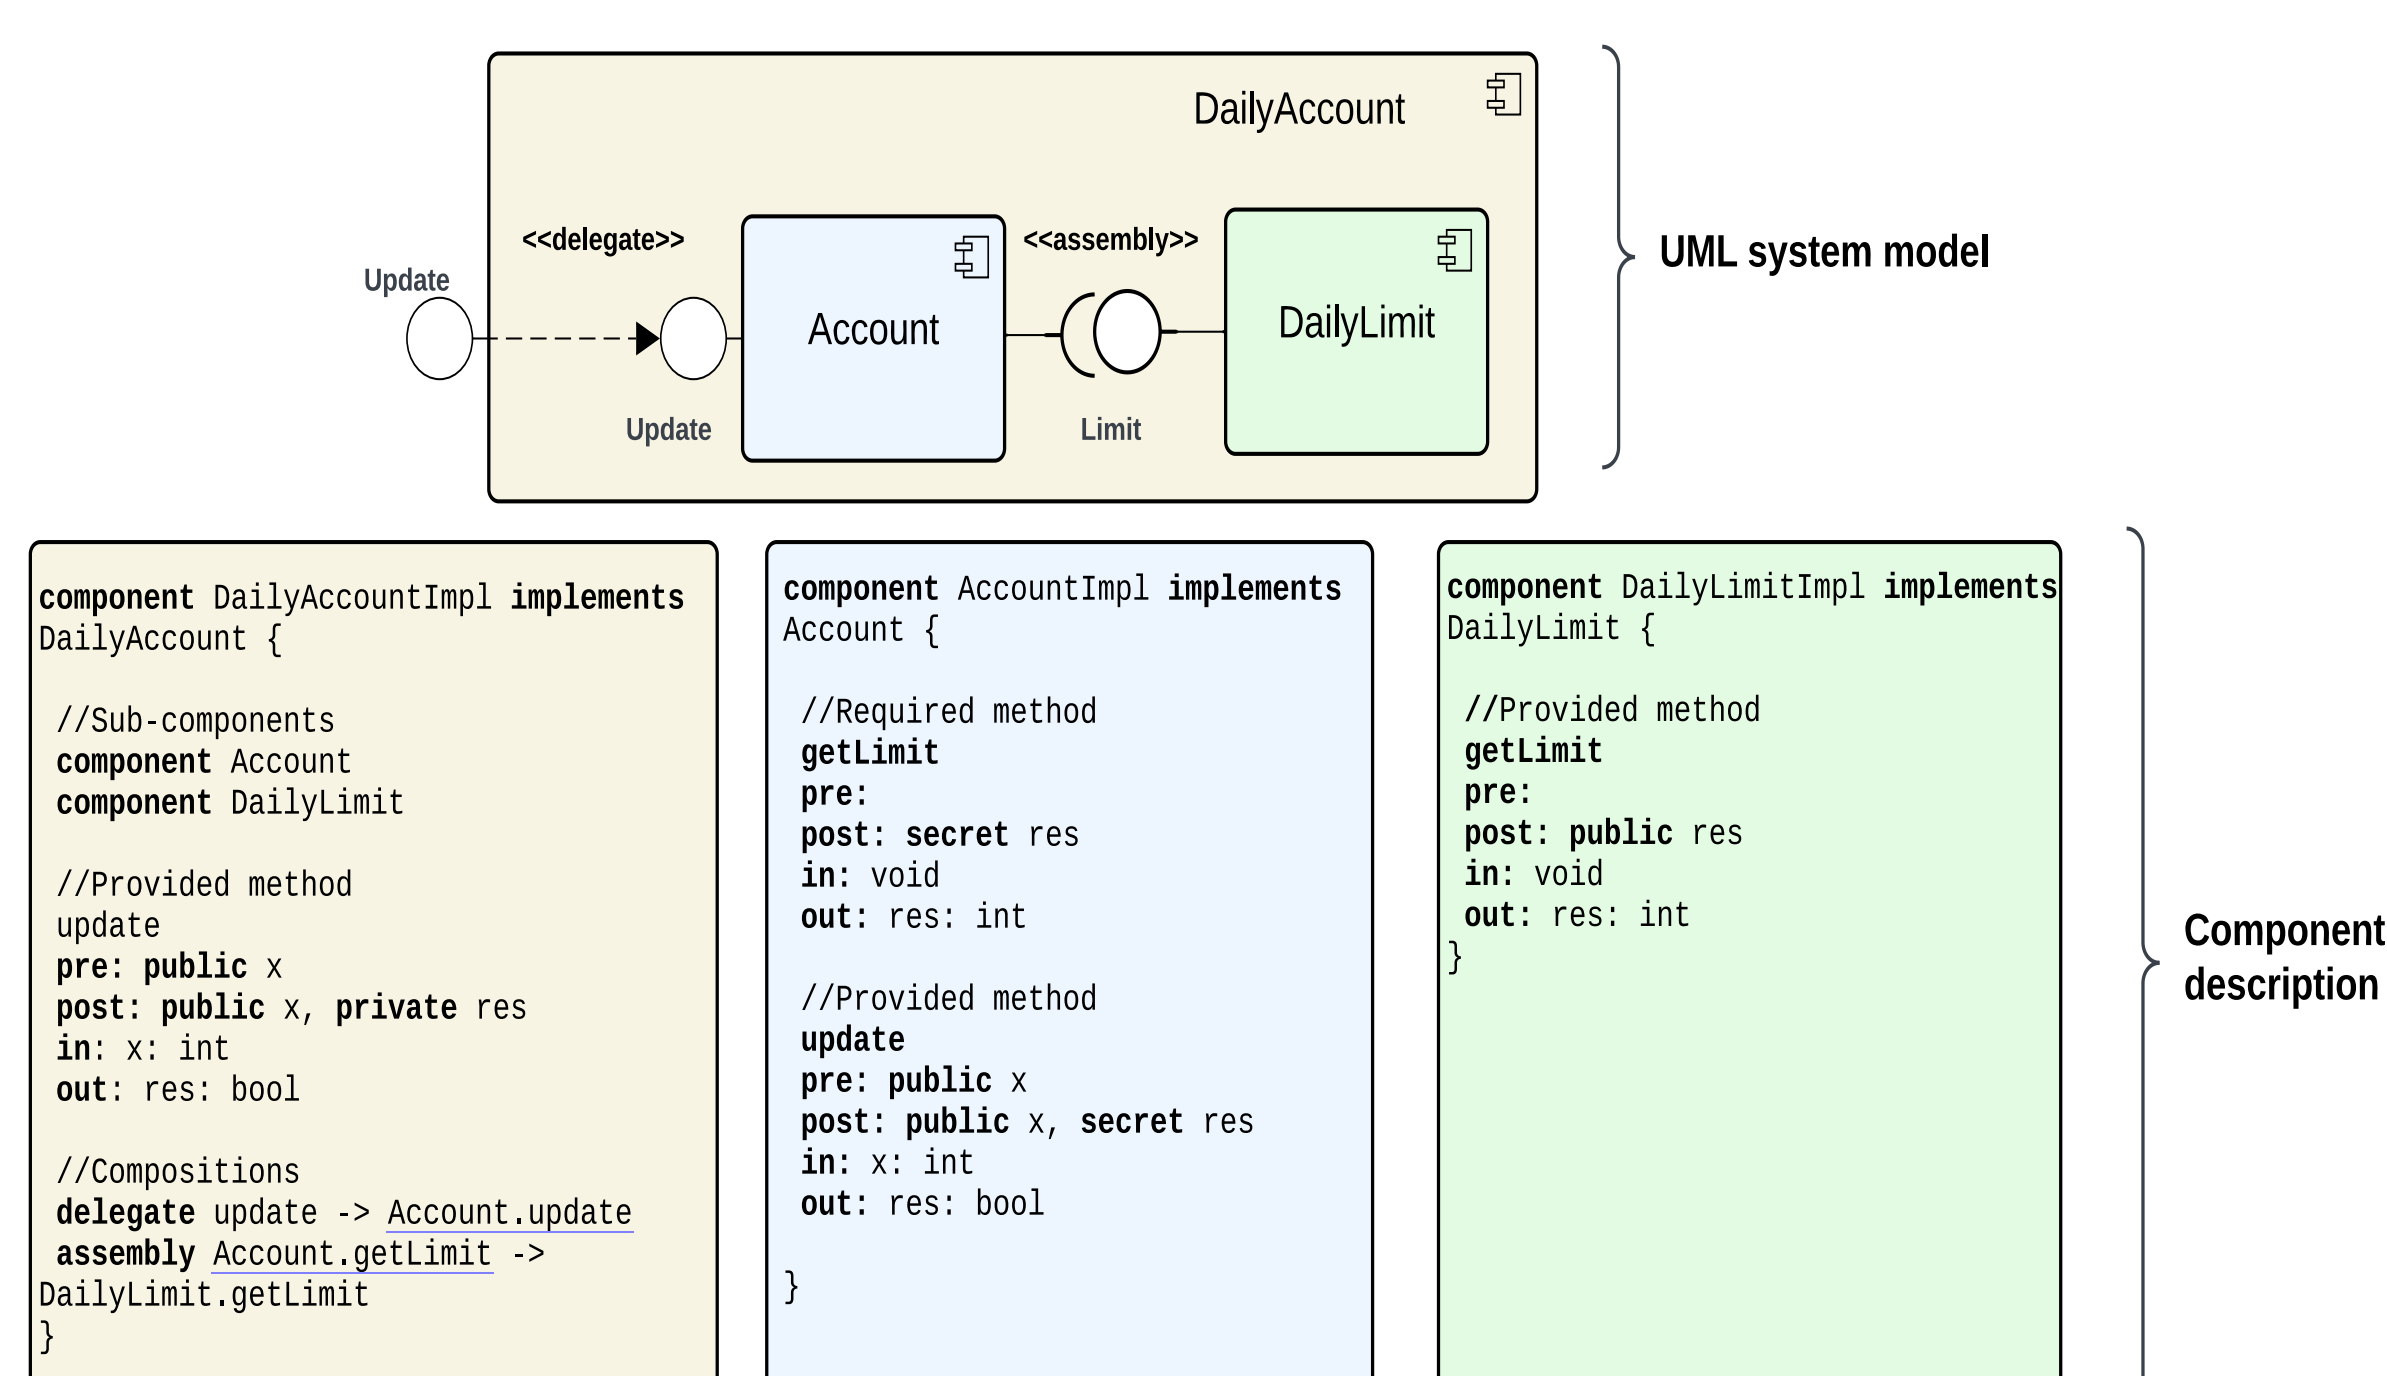 DailyAccount
<<delegate>>
<<assembly>>
Update
Account
DailyLimit
Update
Limit
UML system model
component DailyAccountImpl implements
DailyAccount {
//Sub-components
component Account
component DailyLimit
//Provided method
update
pre: public x
post: public x, private res
in: x: int
out: res: bool
//Compositions
delegate update -> Account.update
assembly Account.getLimit ->
DailyLimit.getLimit
}
component AccountImpl implements
Account {
//Required method
getLimit
pre:
post: secret res
in: void
out: res: int
//Provided method
update
pre: public x
post: public x, secret res
in: x: int
out: res: bool
}
component DailyLimitImpl implements
DailyLimit {
//Provided method
getLimit
pre:
post: public res
in: void
out: res: int
}
Component
description